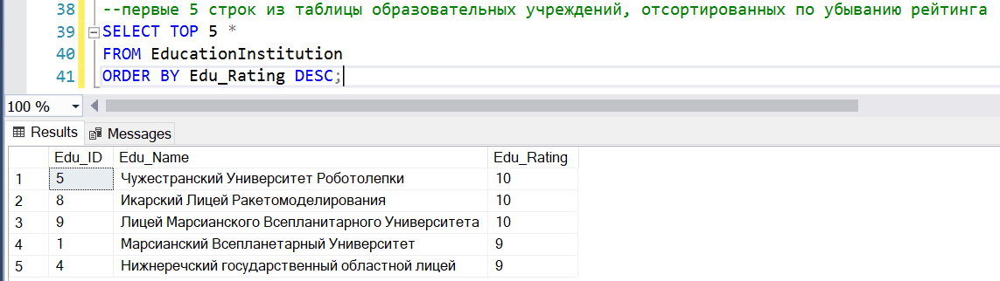 38 --первые 5 строк из таблицы образовательных учреждений, отсортированных по убыванию рейтинга
39 SELECT TOP 5 *
40 FROM EducationInstitution
41 ORDER BY Edu_Rating DESC;
100 %
Results Messages
Edu_ID Edu_Name Edu_Rating
1 5 Чужестранский Университет Роботолепки 10
2 8 Икарский Лицей Ракетомоделирования 10
3 9 Лицей Марсианского Всепланитарного Университета 10
4 1 Марсианский Всепланетарный Университет 9
5 4 Нижнеречский государственный областной лицей 9